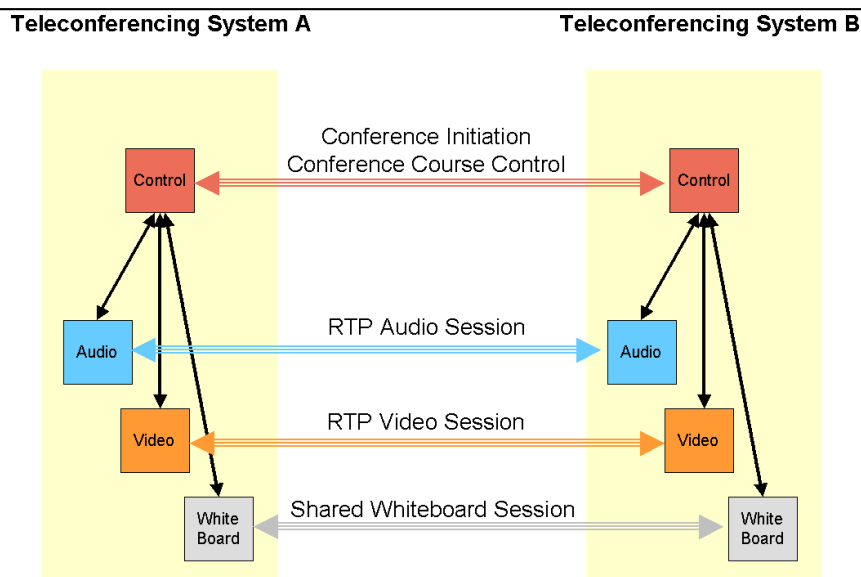 Teleconferencing System A
Teleconferencing System B
Conference Initiation
Conference Course Control
Control
Control
RTP Audio Session
Audio
Audio
RTP Video Session
Video
Video
Shared Whiteboard Session
White
Board
White
Board